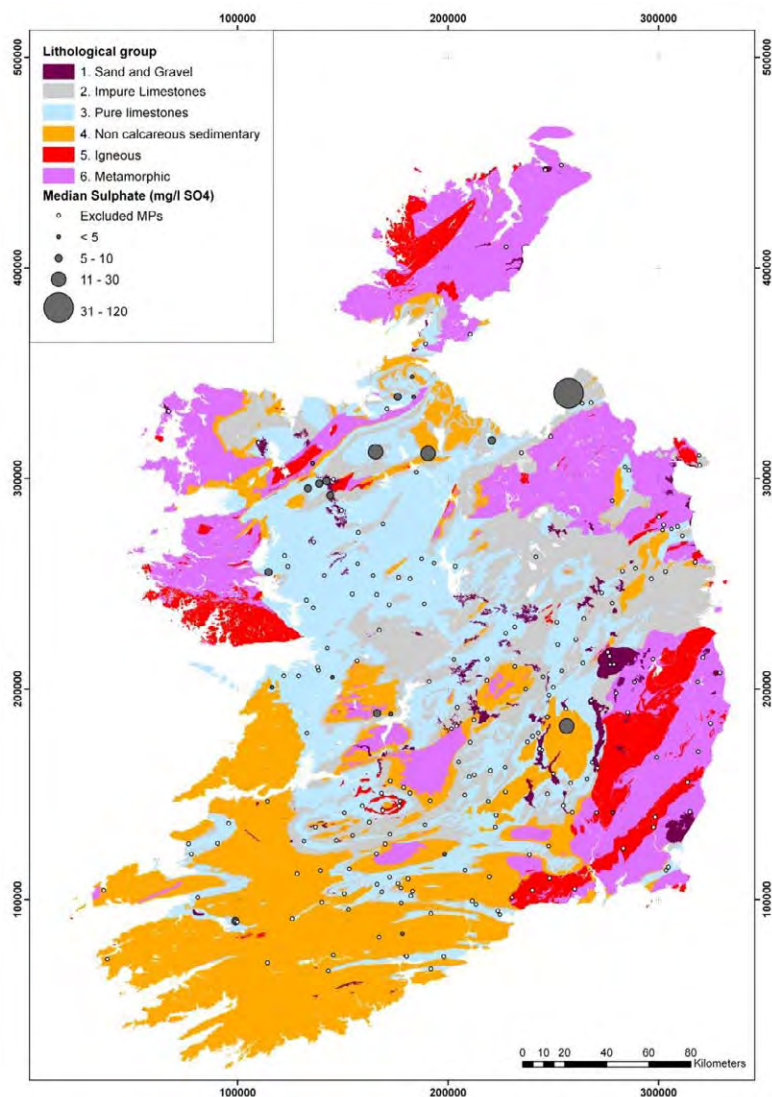 100000 200000 300000
500000
400000
300000
200000
100000
Lithological group
1. Sand and Gravel
2. Impure Limestones
3. Pure limestones
4. Non calcareous sedimentary
5. Igneous
6. Metamorphic
Median Sulphate (mg/l SO4)
Excluded MPs
< 5
5 - 10
11 - 30
31 - 120
500000
400000
300000
200000
100000
0 10 20 40 60 80
Kilometers
100000 200000 300000